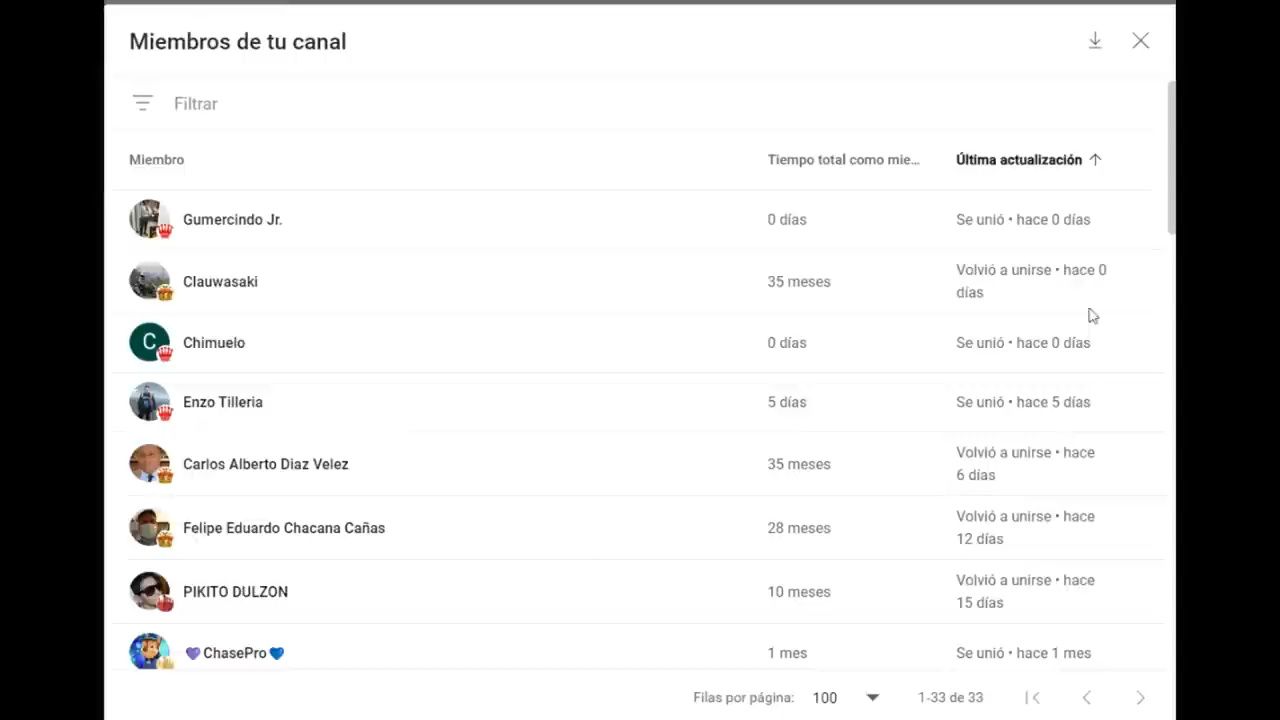 Miembros de tu canal
Filtrar
Miembro Tiempo total como mie... Última actualización
Gumercindo Jr. 0 días Se unió • hace 0 días
Clauwasaki 35 meses Volvió a unirse • hace 0
días
C Chimuelo 0 días Se unió • hace 0 días
Enzo Tilleria 5 días Se unió • hace 5 días
Carlos Alberto Diaz Velez 35 meses Volvió a unirse • hace
6 días
Felipe Eduardo Chacana Cañas 28 meses Volvió a unirse • hace
12 días
PIKITO DULZON 10 meses Volvió a unirse • hace
15 días
💜ChasePro💙 1 mes Se unió • hace 1 mes
Filas por página: 100 1-33 de 33